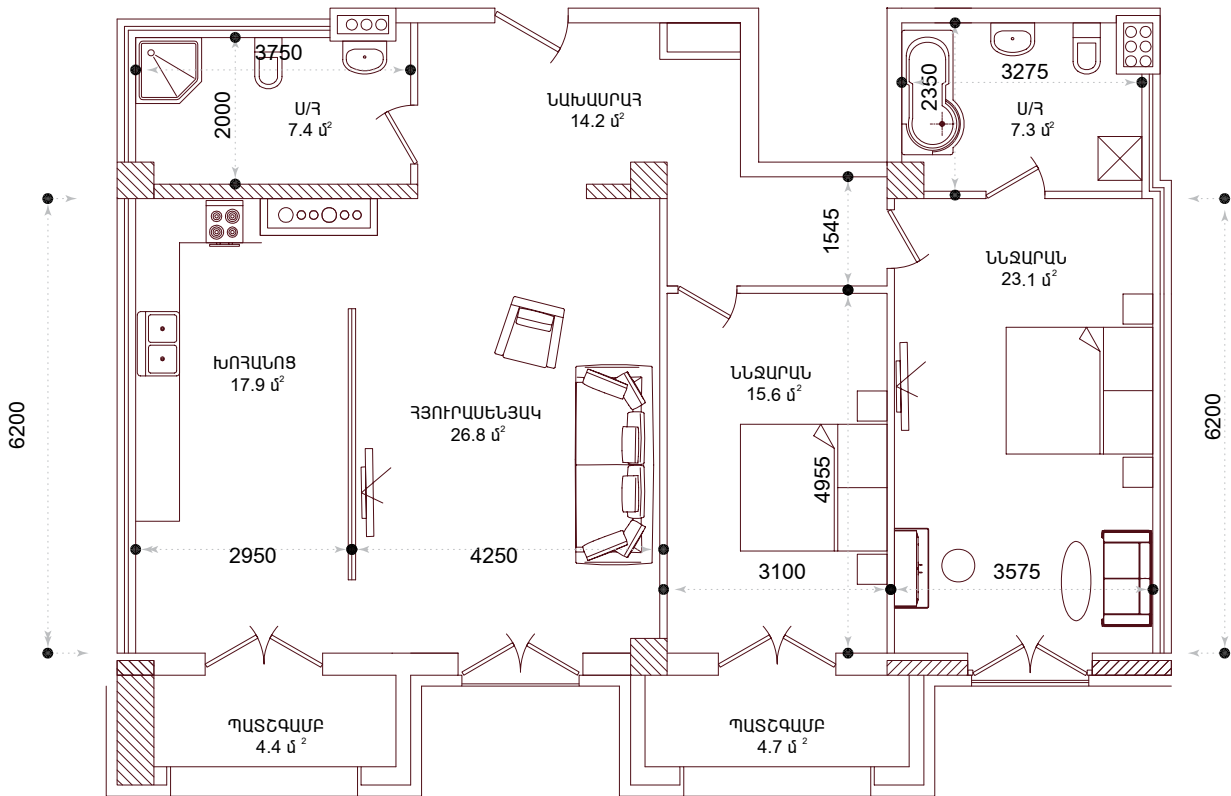 3750
2000
Ս/Հ
7.4 մ²
ՆԱԽԱՍՐԱՀ
14.2 մ²
2350
3275
Ս/Հ
7.3 մ²
1545
ՆՆՋԱՐԱՆ
23.1 մ²
6200
ԽՈՀԱՆՈՑ
17.9 մ²
ՀՅՈՒՐԱՍԵՆՅԱԿ
26.8 մ²
ՆՆՋԱՐԱՆ
15.6 մ²
4955
6200
2950
4250
3100
3575
ՊԱՏՇԳԱՄԲ
4.4 մ²
ՊԱՏՇԳԱՄԲ
4.7 մ²